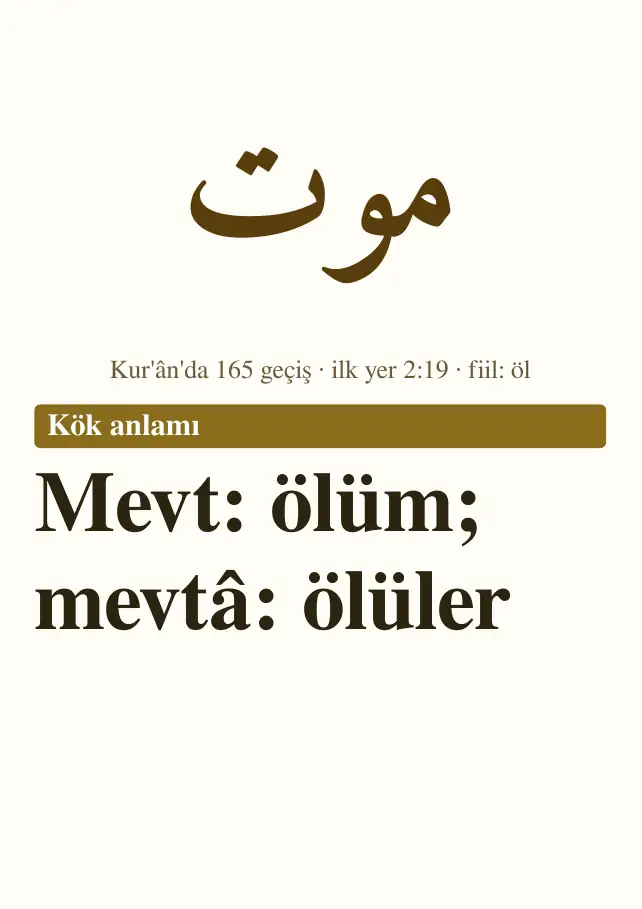 موت
Kur'ân'da 165 geçiş · ilk yer 2:19 · fiil: öl
Kök anlamı
Mevt: ölüm;
mevtâ: ölüler